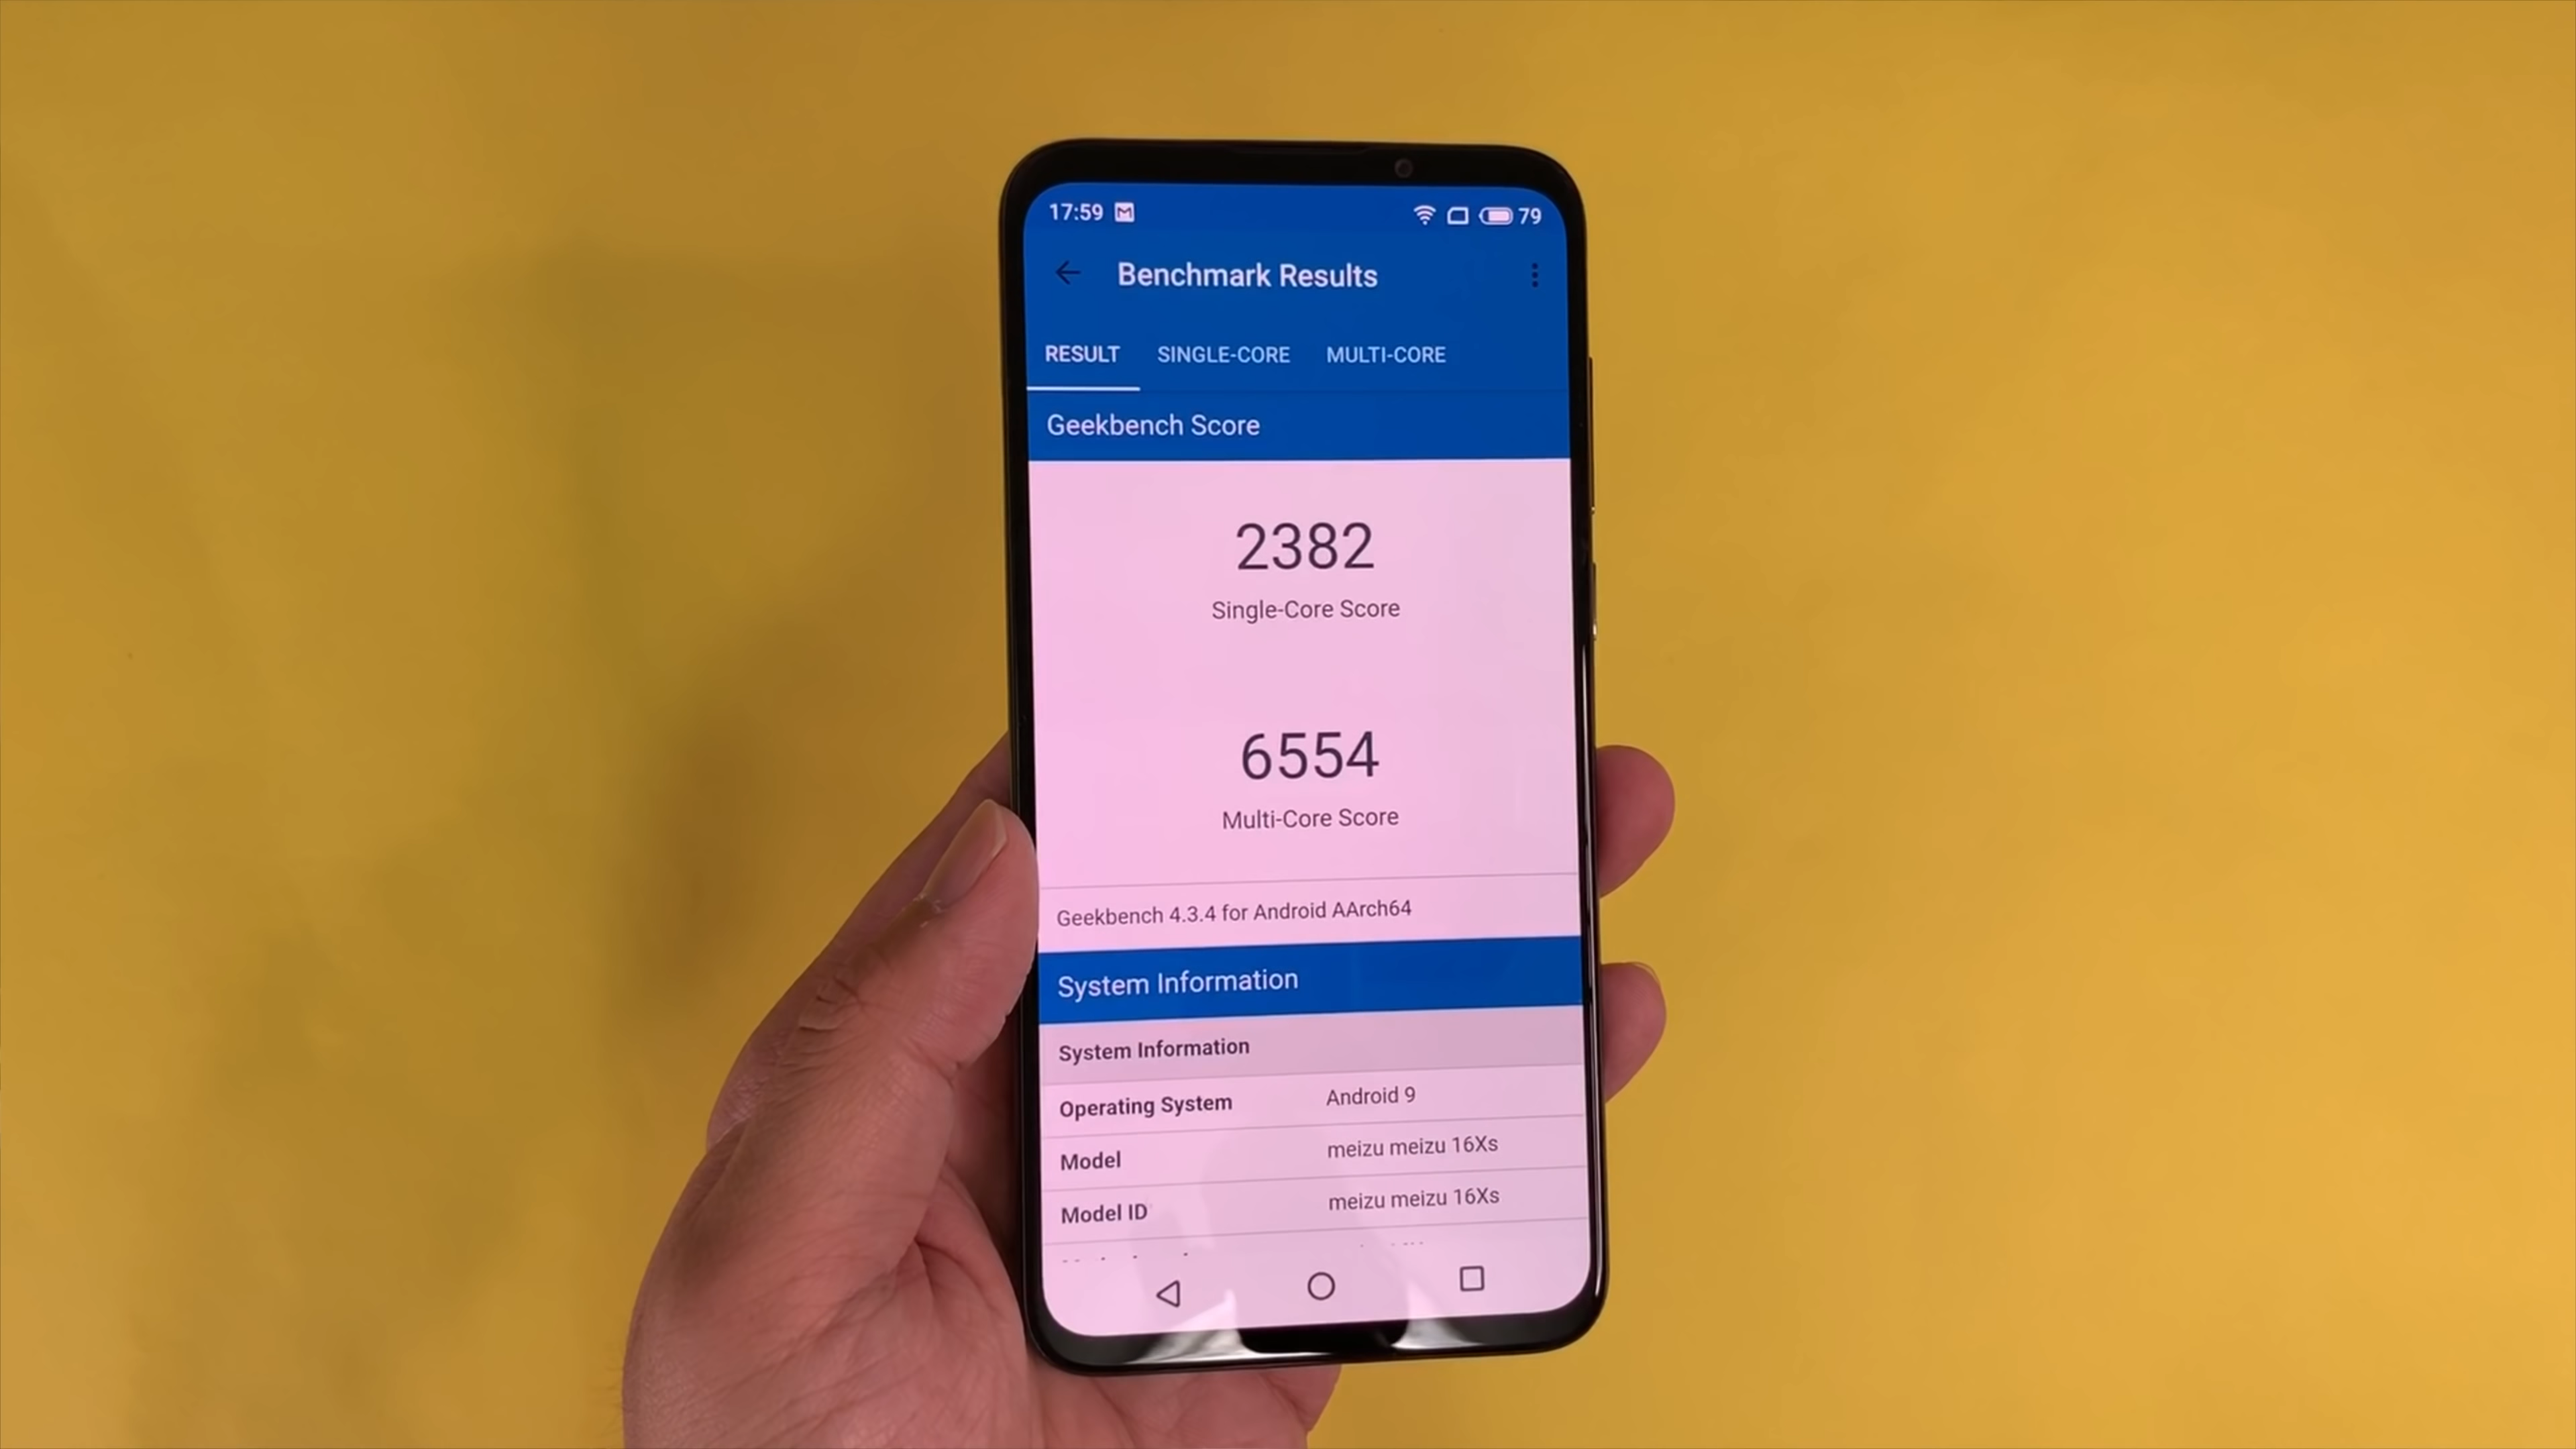 17:59 79
Benchmark Results
RESULT SINGLE-CORE MULTI-CORE
Geekbench Score
2382
Single-Core Score
6554
Multi-Core Score
Geekbench 4.3.4 for Android AArch64
System Information
System Information
Operating System Android 9
Model meizu meizu 16Xs
Model ID meizu meizu 16Xs